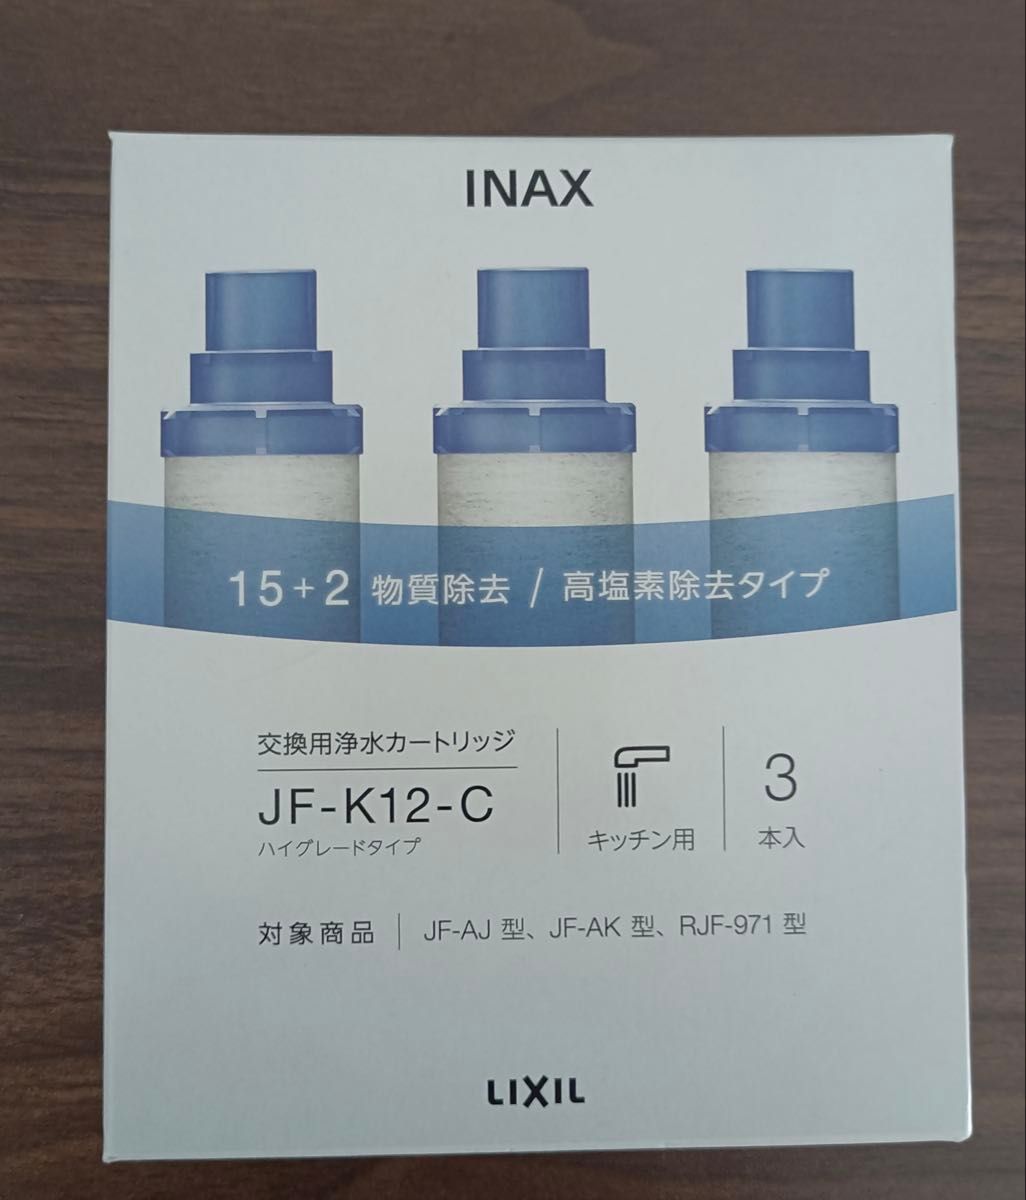 INAX
15+2 物質除去 / 高塩素除去タイプ
交換用浄水カートリッジ
JF-K12-C
ハイグレードタイプ
キッチン用
3
本入
対象商品 JF-AJ 型、JF-AK 型、RJF-971 型
LIXIL